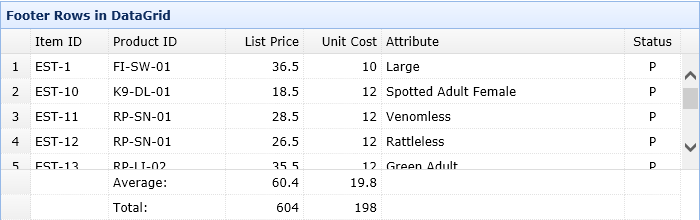 Footer Rows in DataGrid
Item ID Product ID List Price Unit Cost Attribute Status
1 EST-1 FI-SW-01 36.5 10 Large P
2 EST-10 K9-DL-01 18.5 12 Spotted Adult Female P
3 EST-11 RP-SN-01 28.5 12 Venomless P
4 EST-12 RP-SN-01 26.5 12 Rattleless P
5 EST-13 RP-LI-02 35.5 12 Green Adult P
Average: 60.4 19.8
Total: 604 198